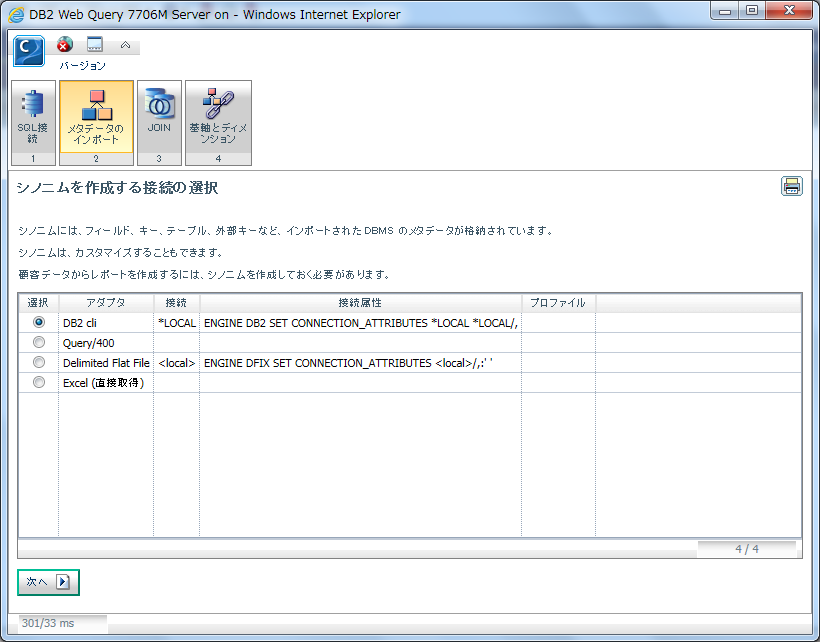 DB2 Web Query 7706M Server on - Windows Internet Explorer
バージョン
SQL接続
1
メタデータのインポート
2
JOIN
3
基軸とディメンション
4
シノニムを作成する接続の選択
シノニムには、フィールド、キー、テーブル、外部キーなど、インポートされたDBMS のメタデータが格納されています。
シノニムは、カスタマイズすることもできます。
顧客データからレポートを作成するには、シノニムを作成しておく必要があります。
選択 アダプタ 接続 接続属性 プロファイル
DB2 cli *LOCAL ENGINE DB2 SET CONNECTION_ATTRIBUTES *LOCAL *LOCAL/,
Query/400
Delimited Flat File <local> ENGINE DFIX SET CONNECTION_ATTRIBUTES <local>/,:' '
Excel (直接取得)
4 / 4
次へ
301/33 ms